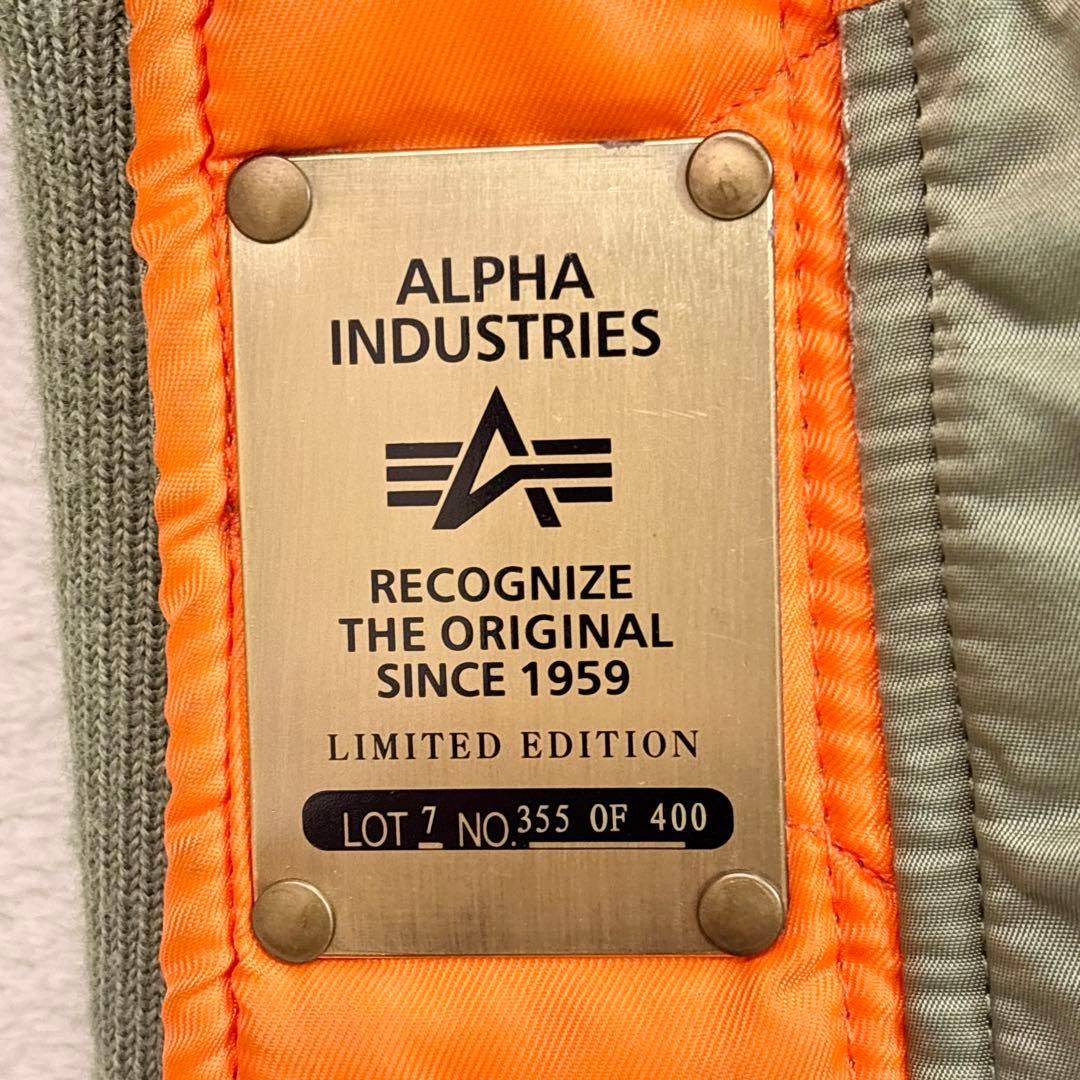 ALPHA
INDUSTRIES
RECOGNIZE
THE ORIGINAL
SINCE 1959
LIMITED EDITION
LOT 7 NO. 355 OF 400